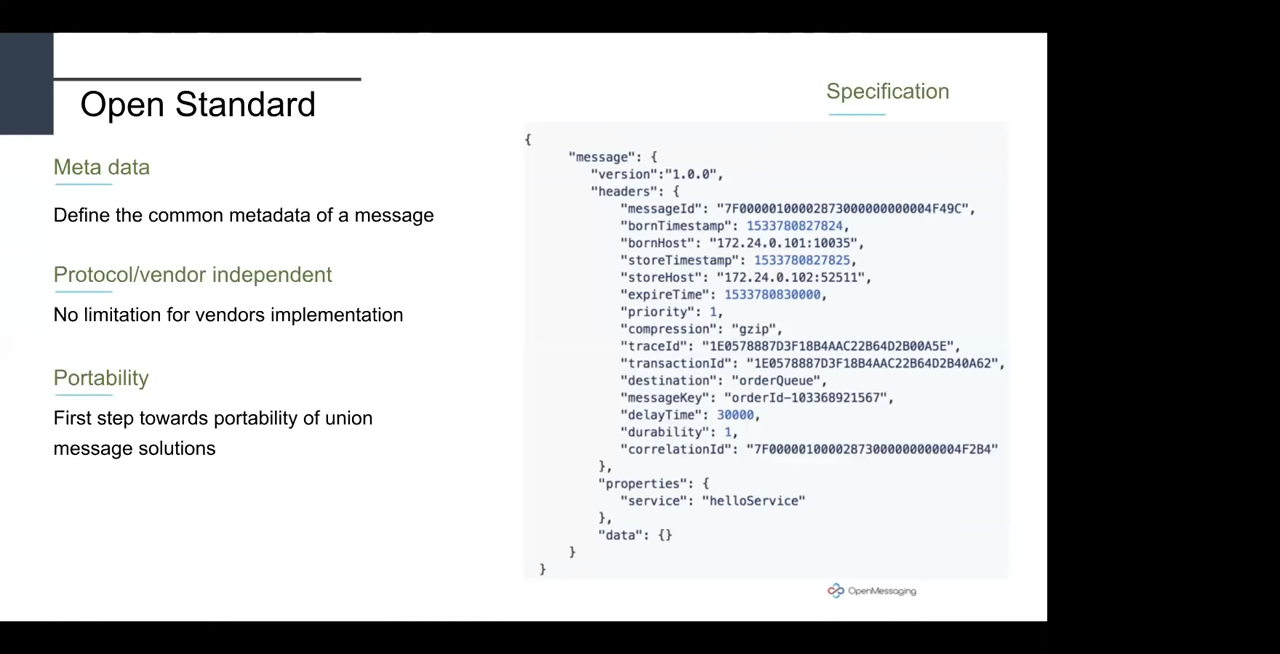 Open Standard
Meta data
Define the common metadata of a message
Protocol/vendor independent
No limitation for vendors implementation
Portability
First step towards portability of union
message solutions
Specification
{
"message": {
"version":"1.0.0",
"headers": {
"messageId": "7F00000100002873000000000004F49C",
"bornTimestamp": 1533780827824,
"bornHost": "172.24.0.101:10035",
"storeTimestamp": 1533780827825,
"storeHost": "172.24.0.102:52511",
"expireTime": 1533780830000,
"priority": 1,
"compression": "gzip",
"traceId": "1E0578887D3F18B4AAC22B64D2B00A5E",
"transactionId": "1E0578887D3F18B4AAC22B64D2B40A62",
"destination": "orderQueue",
"messageKey": "orderId-103368921567",
"delayTime": 30000,
"durability": 1,
"correlationId": "7F00000100002873000000000004F2B4"
},
"properties": {
"service": "helloService"
},
"data": {}
}
}
OpenMessaging